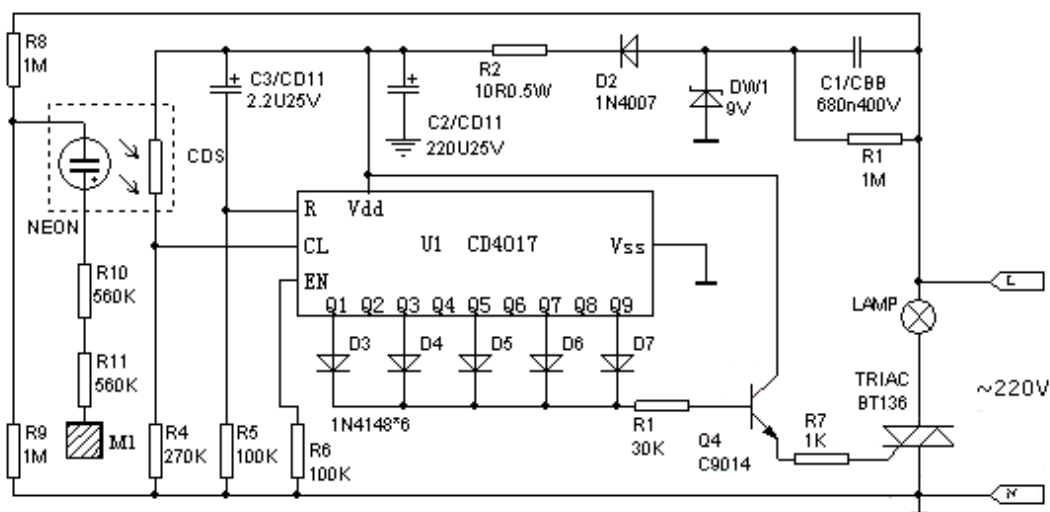 R8
1M
C3/CD11
2.2U25V
CDS
C2/CD11
220U25V
R2
10R0.5W
D2
1N4007
DW1
9V
C1/CBB
680n400V
R1
1M
NEON
R Vdd
U1 CD4017
CL Vss
EN
Q1 Q2 Q3 Q4 Q5 Q6 Q7 Q8 Q9
L
LAMP
R10
560K
D3 D4 D5 D6 D7
R11
560K
TRIAC
BT136
~220V
1N4148*6
M1
R9
1M
R4
270K
R5
100K
R6
100K
R1
30K
Q4
C9014
R7
1K
N